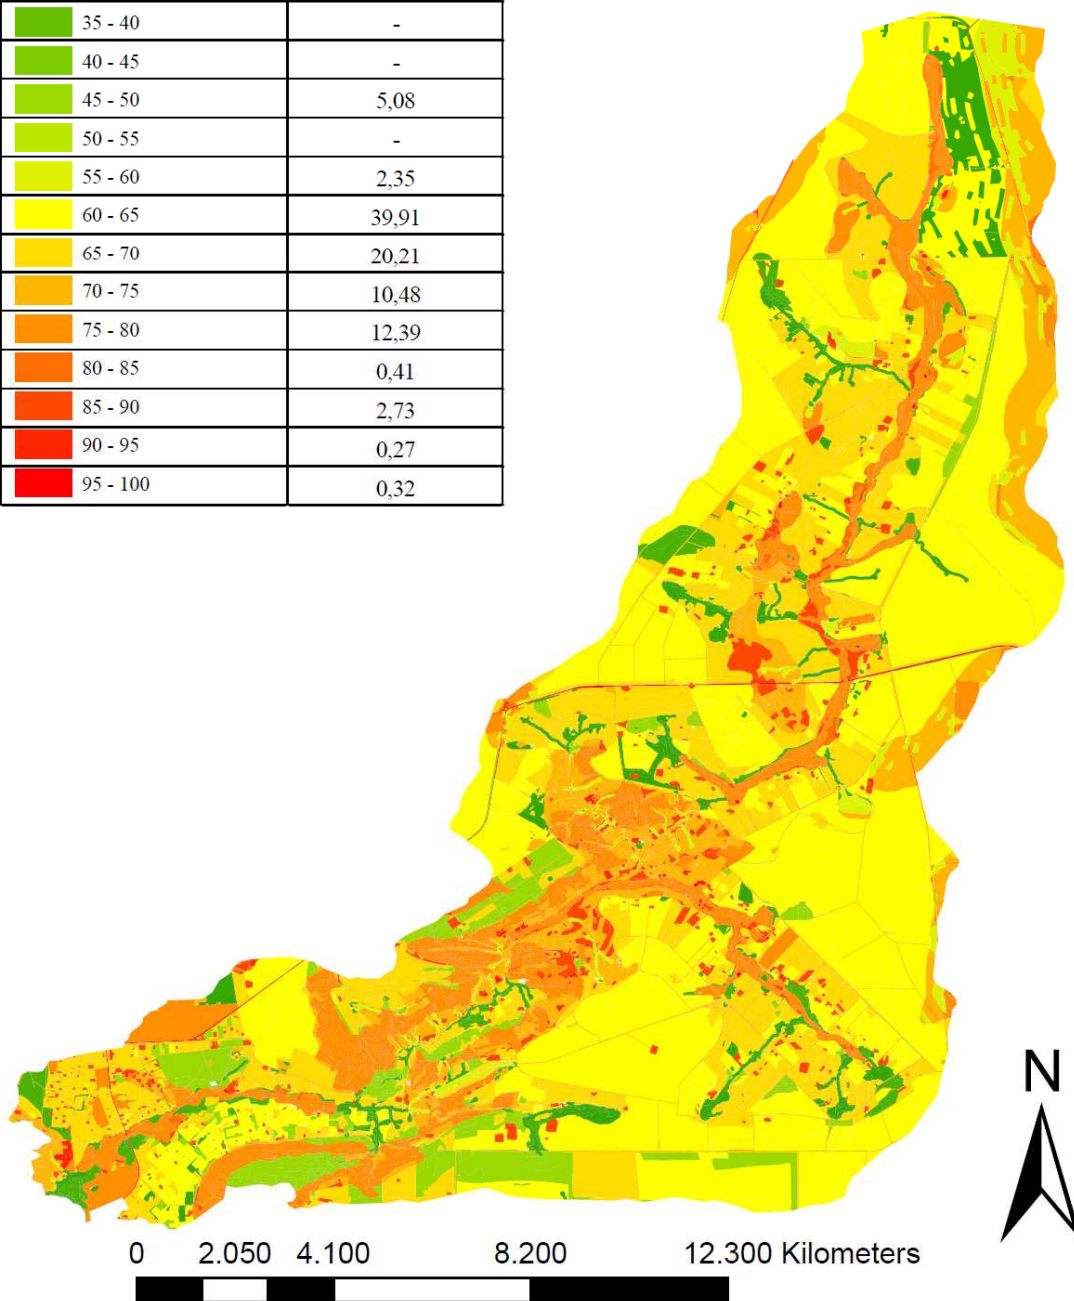 35 - 40 -
40 - 45 -
45 - 50 5,08
50 - 55 -
55 - 60 2,35
60 - 65 39,91
65 - 70 20,21
70 - 75 10,48
75 - 80 12,39
80 - 85 0,41
85 - 90 2,73
90 - 95 0,27
95 - 100 0,32
N
0 2.050 4.100 8.200 12.300 Kilometers